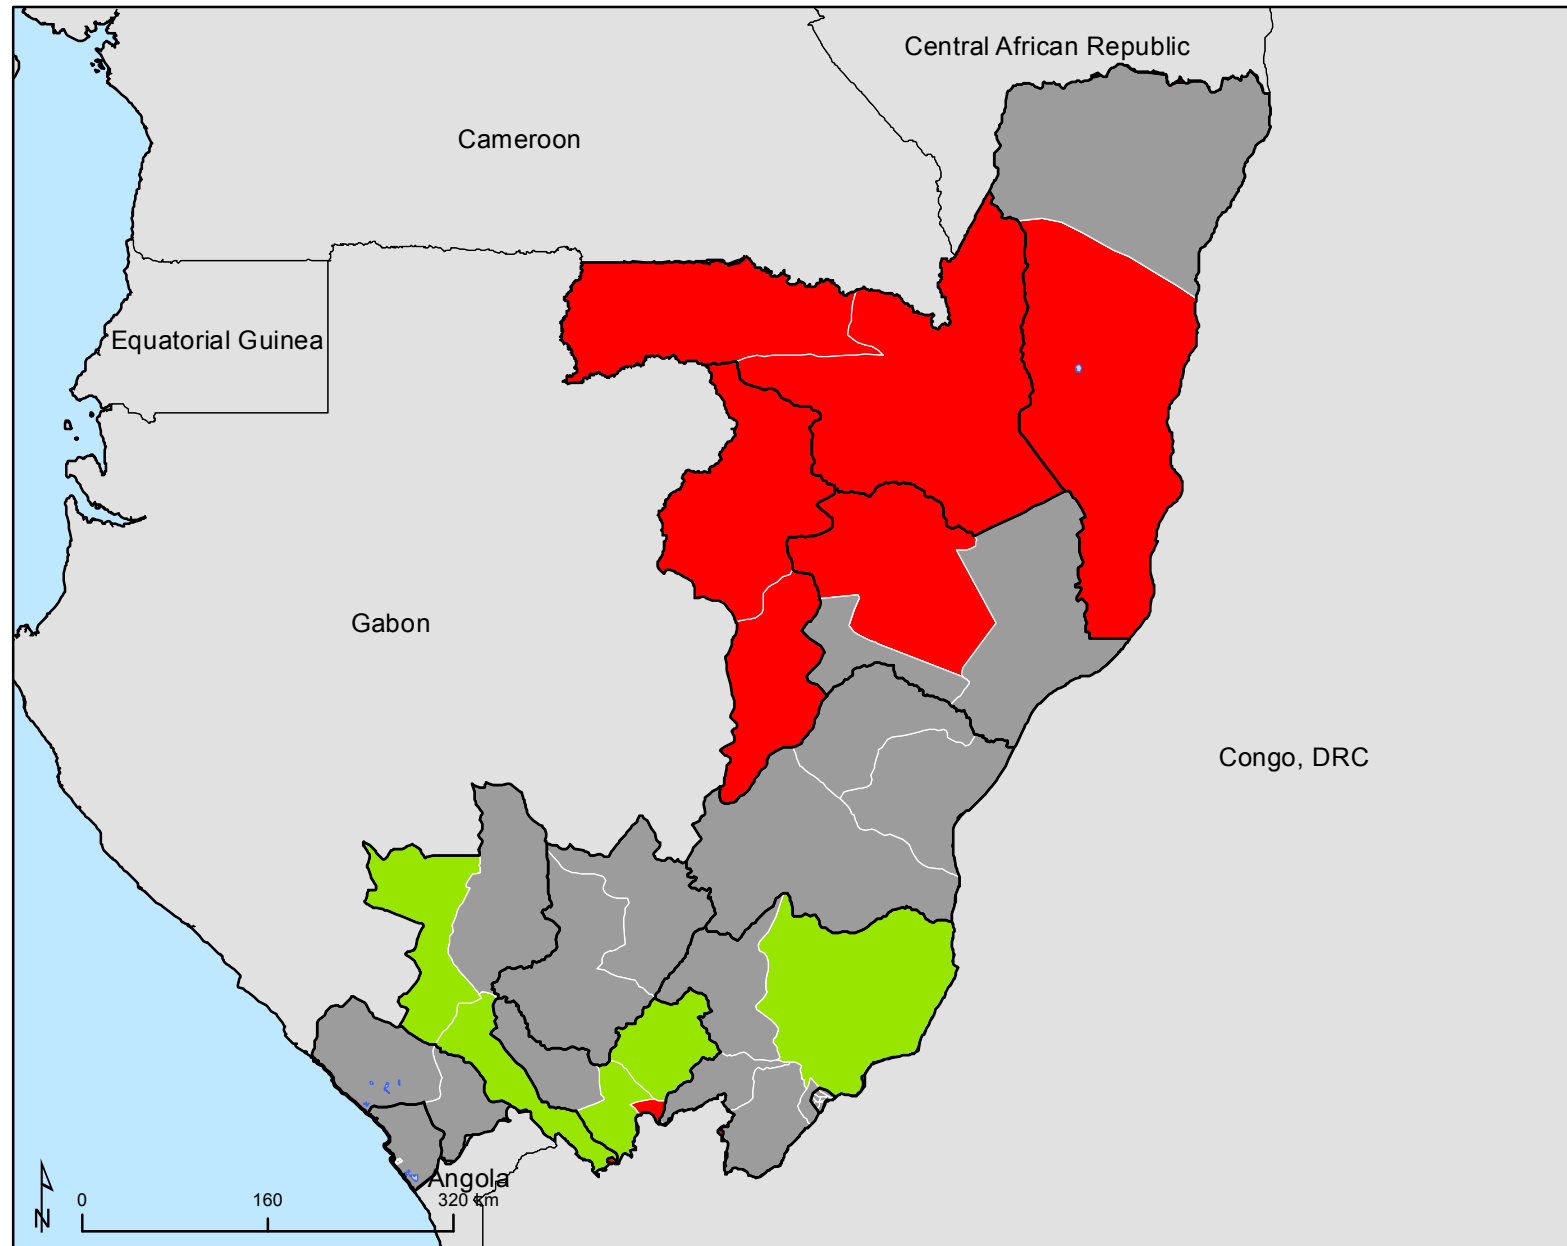 Central African Republic
Cameroon
Equatorial Guinea
Gabon
Congo, DRC
Angola
0 160 320 km
N